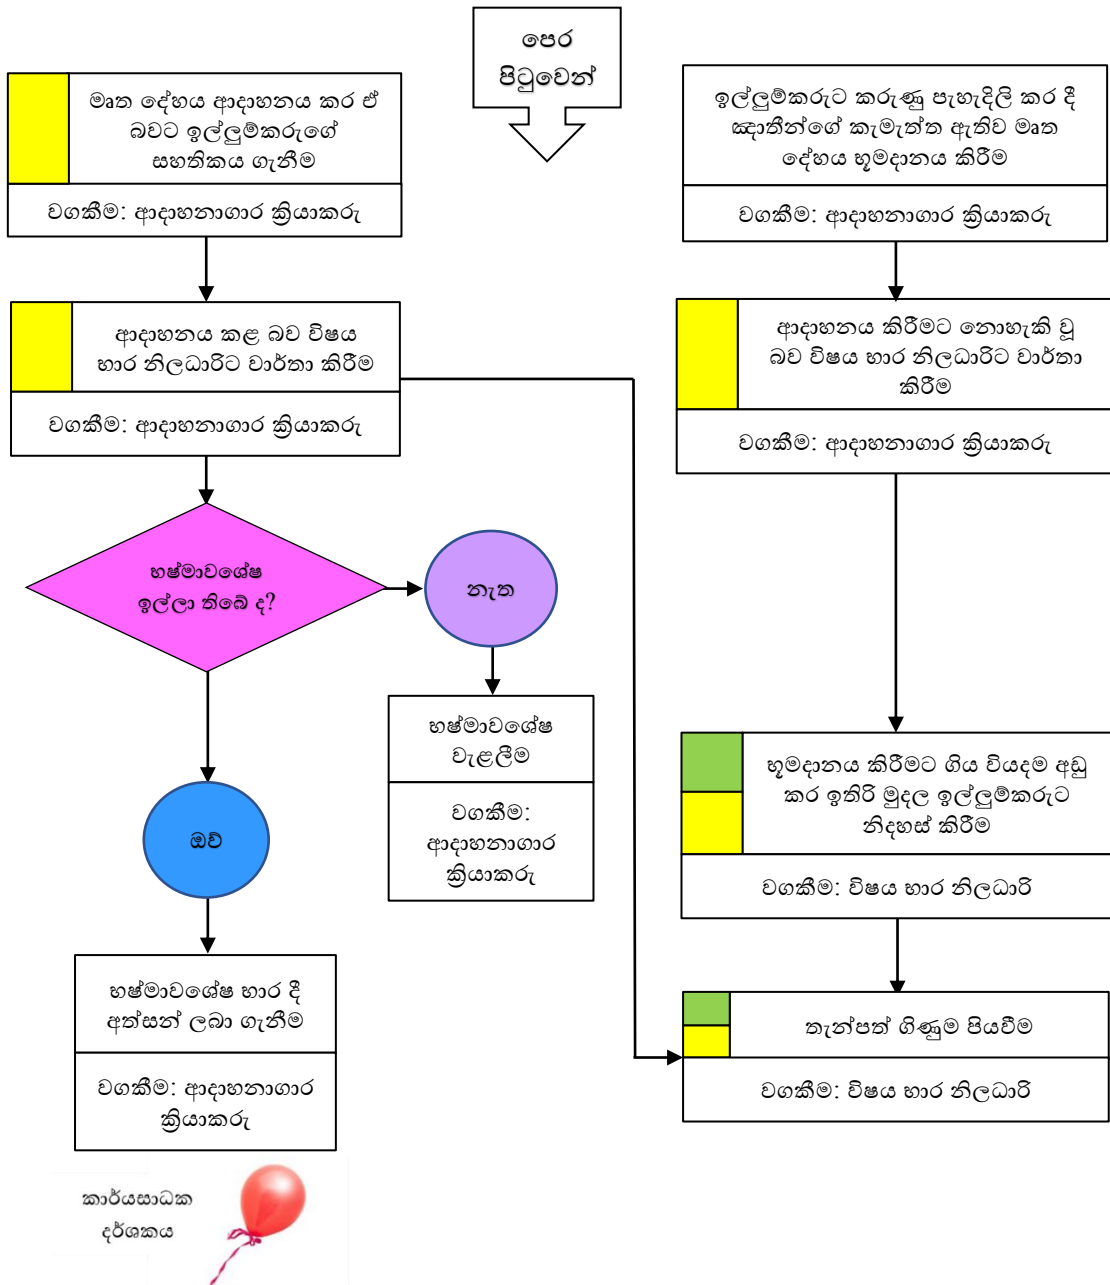 පෙර
පිටුවෙන්
මෘත දේහය ආදාහනය කර ඒ
බවට ඉල්ලුම්කරුගේ
සහතිකය ගැනීම
වගකීම: ආදාහනාගාර ක්‍රියාකරු
ආදාහනය කළ බව විෂය
භාර නිලධාරිට වාර්තා කිරීම
වගකීම: ආදාහනාගාර ක්‍රියාකරු
භෂ්මාවශේෂ
ඉල්ලා තිබේ ද?
නැත
භෂ්මාවශේෂ
වැළලීම
වගකීම:
ආදාහනාගාර
ක්‍රියාකරු
ඔව්
භෂ්මාවශේෂ භාර දී
අත්සන් ලබා ගැනීම
වගකීම: ආදාහනාගාර
ක්‍රියාකරු
කාර්යසාධක
දර්ශකය
ඉල්ලුම්කරුට කරුණු පැහැදිලි කර දී
ඤාතීන්ගේ කැමැත්ත ඇතිව මෘත
දේහය භූමදානය කිරීම
වගකීම: ආදාහනාගාර ක්‍රියාකරු
ආදාහනය කිරීමට නොහැකි වූ
බව විෂය භාර නිලධාරිට වාර්තා
කිරීම
වගකීම: ආදාහනාගාර ක්‍රියාකරු
භූමදානය කිරීමට ගිය වියදම අඩු
කර ඉතිරි මුදල ඉල්ලුම්කරුට
නිදහස් කිරීම
වගකීම: විෂය භාර නිලධාරි
තැන්පත් ගිණුම පියවීම
වගකීම: විෂය භාර නිලධාරි